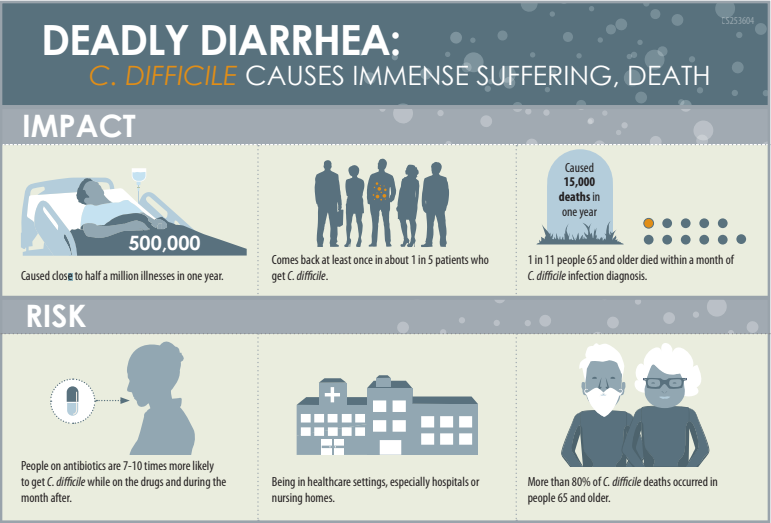 CS253604
DEADLY DIARRHEA:
C. DIFFICILE CAUSES IMMENSE SUFFERING, DEATH
IMPACT
500,000
Caused close to half a million illnesses in one year.
Comes back at least once in about 1 in 5 patients who
get C. difficile.
Caused
15,000
deaths in
one year
1 in 11 people 65 and older died within a month of
C. difficile infection diagnosis.
RISK
People on antibiotics are 7-10 times more likely
to get C. difficile while on the drugs and during the
month after.
Being in healthcare settings, especially hospitals or
nursing homes.
More than 80% of C. difficile deaths occurred in
people 65 and older.